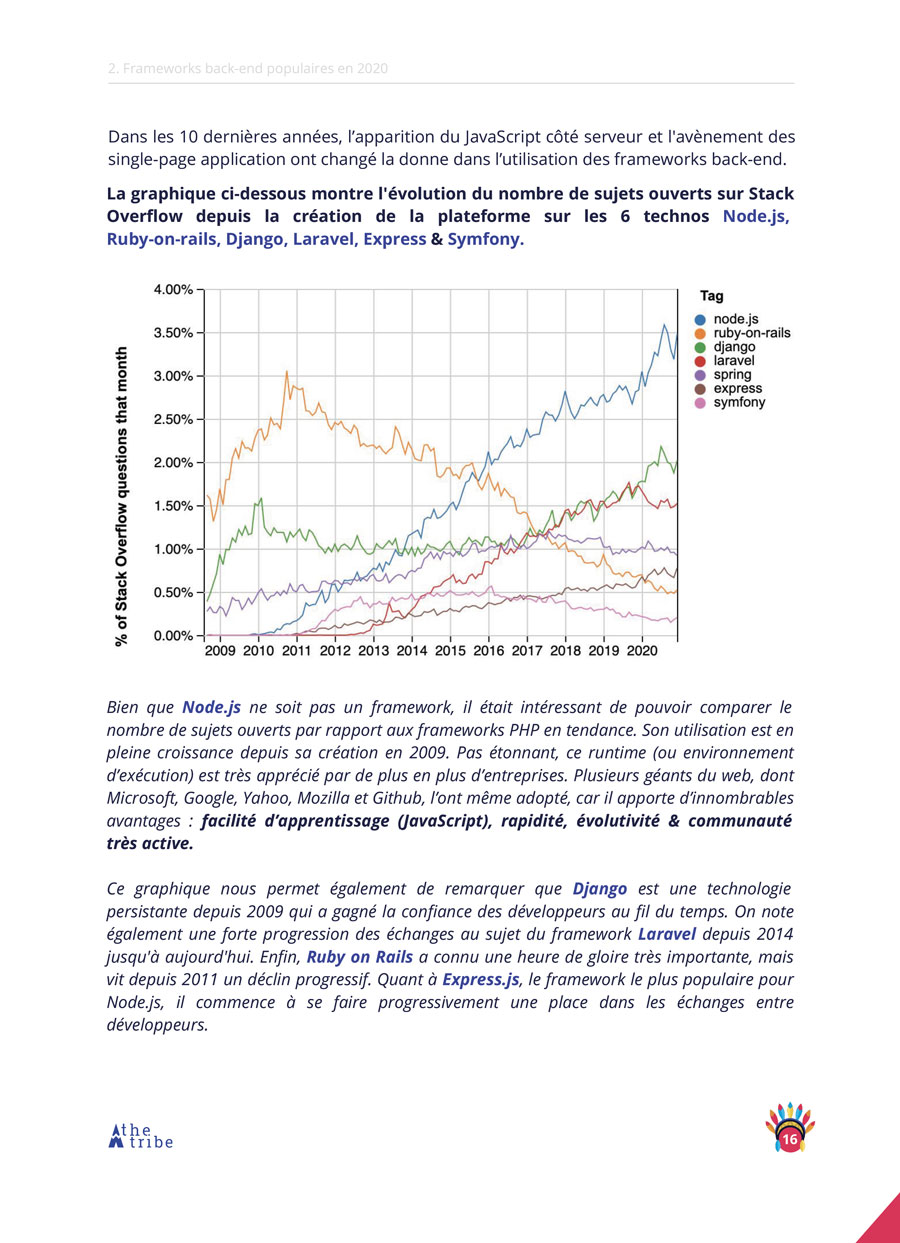 2. Frameworks back-end populaires en 2020
Dans les 10 dernières années, l’apparition du JavaScript côté serveur et l'avènement des
single-page application ont changé la donne dans l’utilisation des frameworks back-end.
La graphique ci-dessous montre l'évolution du nombre de sujets ouverts sur Stack
Overflow depuis la création de la plateforme sur les 6 technos Node.js,
Ruby-on-rails, Django, Laravel, Express & Symfony.
% of Stack Overflow questions that month
4.00%
3.50%
3.00%
2.50%
2.00%
1.50%
1.00%
0.50%
0.00%
2009 2010 2011 2012 2013 2014 2015 2016 2017 2018 2019 2020
Tag
node.js
ruby-on-rails
django
laravel
spring
express
symfony
Bien que Node.js ne soit pas un framework, il était intéressant de pouvoir comparer le
nombre de sujets ouverts par rapport aux frameworks PHP en tendance. Son utilisation est en
pleine croissance depuis sa création en 2009. Pas étonnant, ce runtime (ou environnement
d’exécution) est très apprécié par de plus en plus d’entreprises. Plusieurs géants du web, dont
Microsoft, Google, Yahoo, Mozilla et Github, l’ont même adopté, car il apporte d’innombrables
avantages : facilité d’apprentissage (JavaScript), rapidité, évolutivité & communauté
très active.
Ce graphique nous permet également de remarquer que Django est une technologie
persistante depuis 2009 qui a gagné la confiance des développeurs au fil du temps. On note
également une forte progression des échanges au sujet du framework Laravel depuis 2014
jusqu'à aujourd'hui. Enfin, Ruby on Rails a connu une heure de gloire très importante, mais
vit depuis 2011 un déclin progressif. Quant à Express.js, le framework le plus populaire pour
Node.js, il commence à se faire progressivement une place dans les échanges entre
développeurs.
the
tribe
16